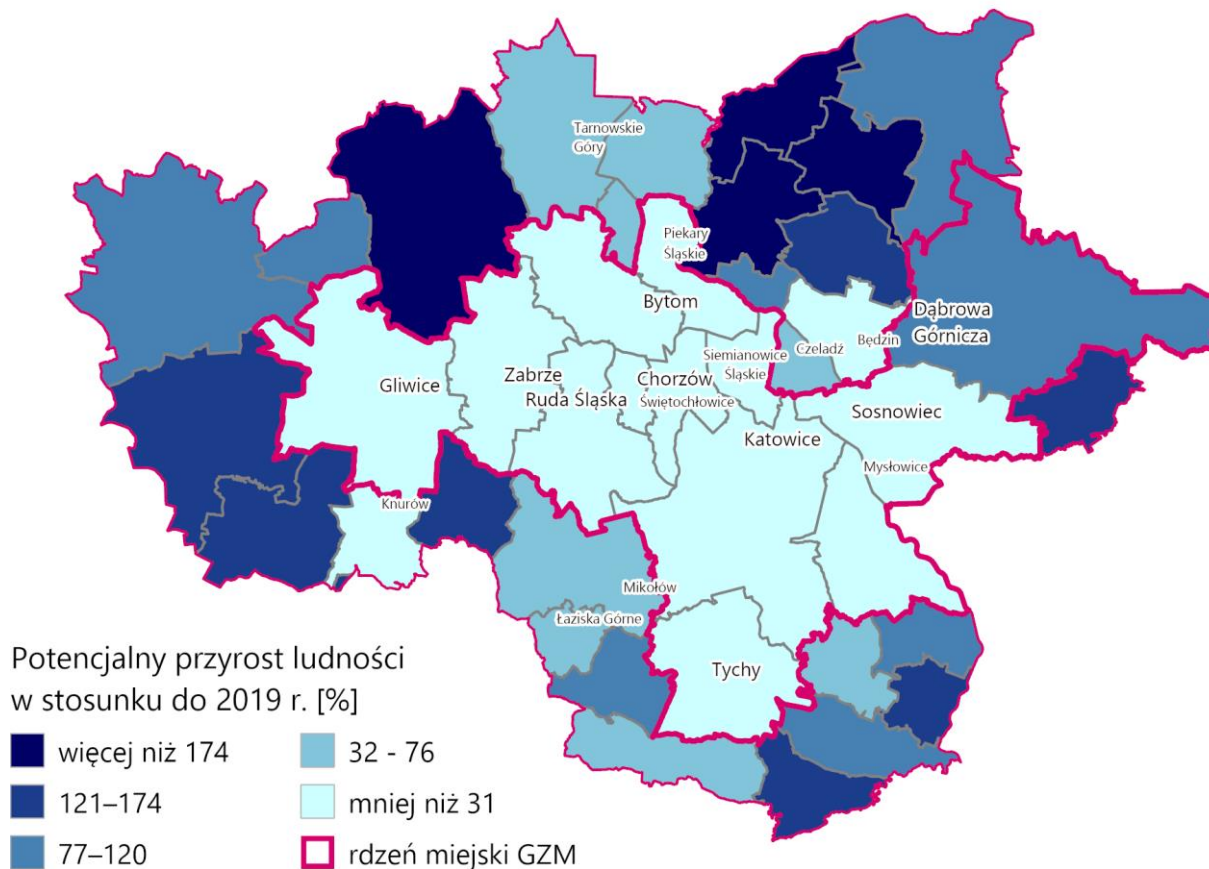 Tarnowskie
Góry
Piekary
Śląskie
Bytom
Dąbrowa
Górnicza
Będzin
Czeladź
Siemianowice
Śląskie
Gliwice
Zabrze
Ruda Śląska
Chorzów
Świętochłowice
Katowice
Sosnowiec
Mysłowice
Knurów
Mikołów
Łaziska Górne
Tychy
Potencjalny przyrost ludności
w stosunku do 2019 r. [%]
więcej niż 174
121–174
77–120
32 - 76
mniej niż 31
rdzeń miejski GZM